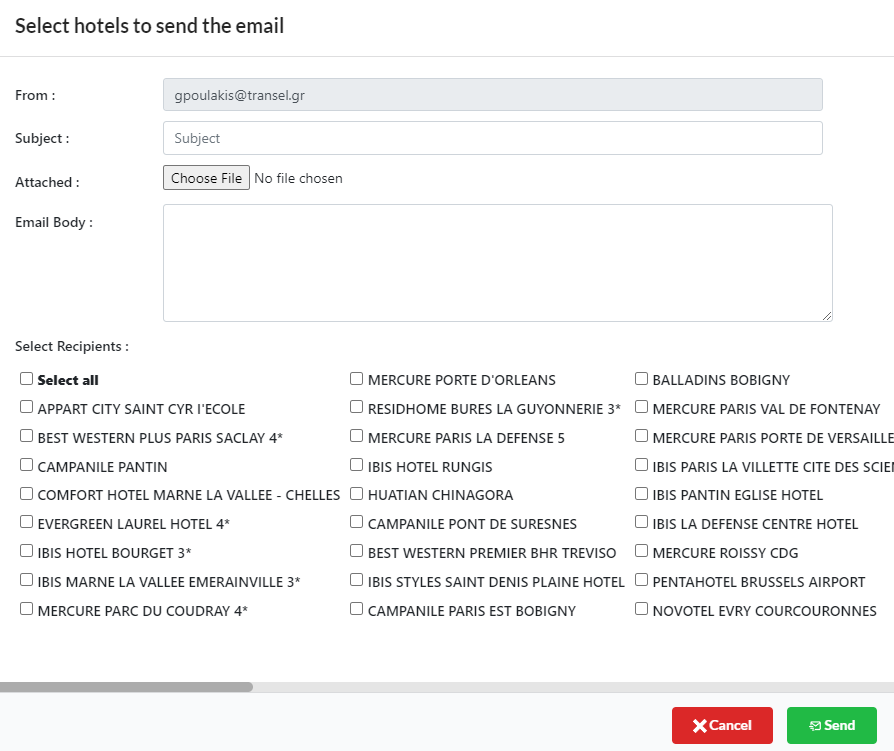 Select hotels to send the email
From :
gpoulakis@transel.gr
Subject :
Subject
Attached :
Choose File No file chosen
Email Body :
Select Recipients :
Select all
APPART CITY SAINT CYR I'ECOLE
BEST WESTERN PLUS PARIS SACLAY 4*
CAMPANILE PANTIN
COMFORT HOTEL MARNE LA VALLEE - CHELLES
EVERGREEN LAUREL HOTEL 4*
IBIS HOTEL BOURGET 3*
IBIS MARNE LA VALLEE EMERAINVILLE 3*
MERCURE PARC DU COUDRAY 4*
MERCURE PORTE D'ORLEANS
RESIDHOME BURES LA GUYONNERIE 3*
MERCURE PARIS LA DEFENSE 5
IBIS HOTEL RUNGIS
HUATIAN CHINAGORA
CAMPANILE PONT DE SURESNES
BEST WESTERN PREMIER BHR TREVISO
IBIS STYLES SAINT DENIS PLAINE HOTEL
CAMPANILE PARIS EST BOBIGNY
BALLADINS BOBIGNY
MERCURE PARIS VAL DE FONTENAY
MERCURE PARIS PORTE DE VERSAILLE
IBIS PARIS LA VILLETTE CITE DES SCIE
IBIS PANTIN EGLISE HOTEL
IBIS LA DEFENSE CENTRE HOTEL
MERCURE ROISSY CDG
PENTAHOTEL BRUSSELS AIRPORT
NOVOTEL EVRY COURCOURONNES
Cancel
Send